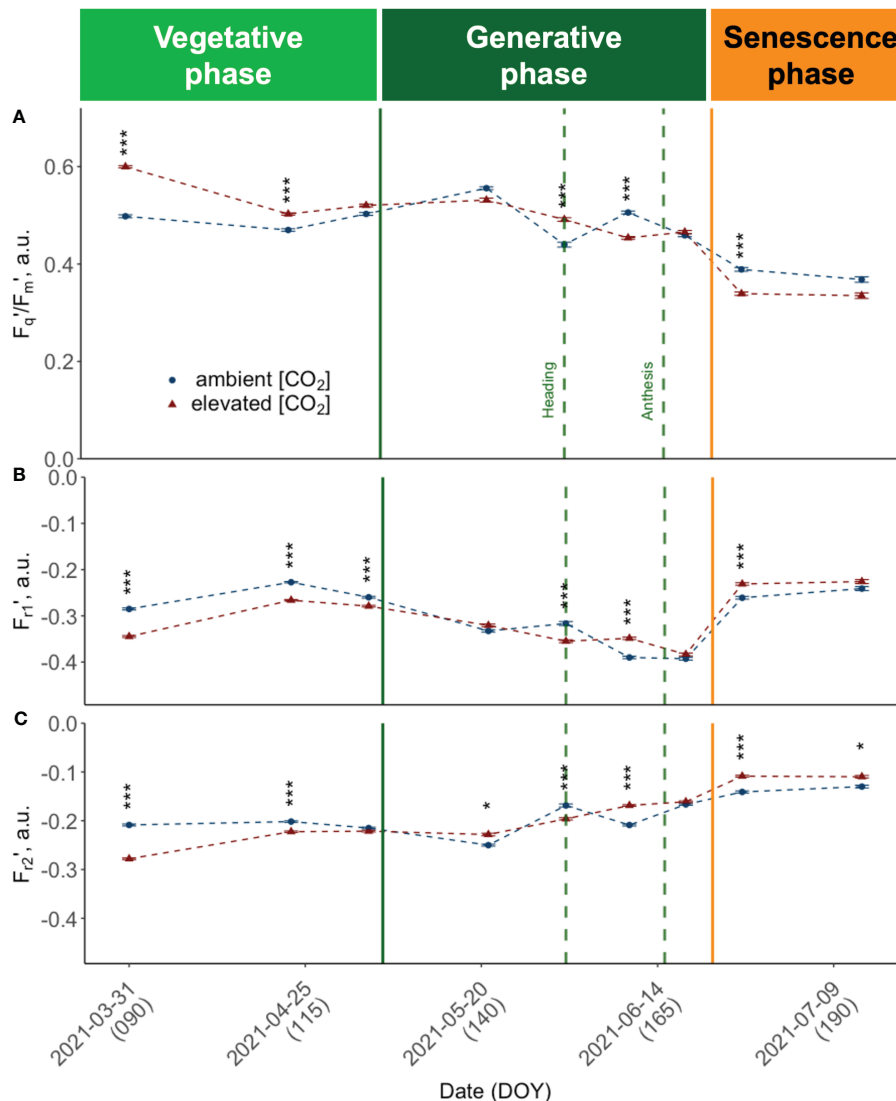 Vegetative
phase
Generative
phase
Senescence
phase
A
***
***
***
***
***
0.6
0.4
0.2
0.0
Fq'/Fm', a.u.
ambient [CO2]
elevated [CO2]
Heading
Anthesis
B
***
***
***
***
***
***
0.0
-0.1
-0.2
-0.3
-0.4
Fr1', a.u.
C
***
***
*
***
***
***
*
0.0
-0.1
-0.2
-0.3
-0.4
Fr2', a.u.
2021-03-31
(090)
2021-04-25
(115)
2021-05-20
(140)
2021-06-14
(165)
2021-07-09
(190)
Date (DOY)